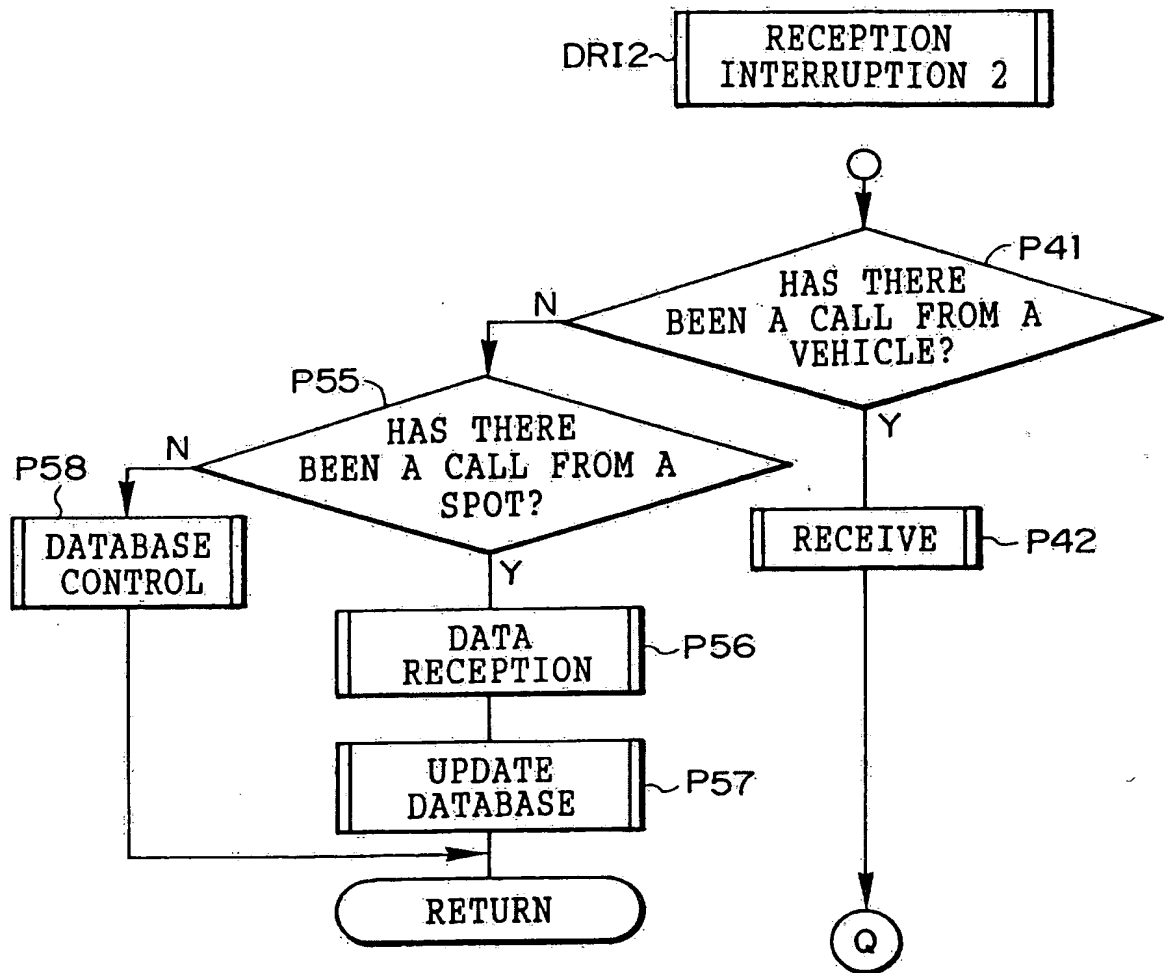 DRI2
RECEPTION
INTERRUPTION 2
P41
HAS THERE
BEEN A CALL FROM A
VEHICLE?
N
Y
P55
HAS THERE
BEEN A CALL FROM A
SPOT?
N
Y
P58
DATABASE
CONTROL
RECEIVE
P42
DATA
RECEPTION
P56
UPDATE
DATABASE
P57
RETURN
Q